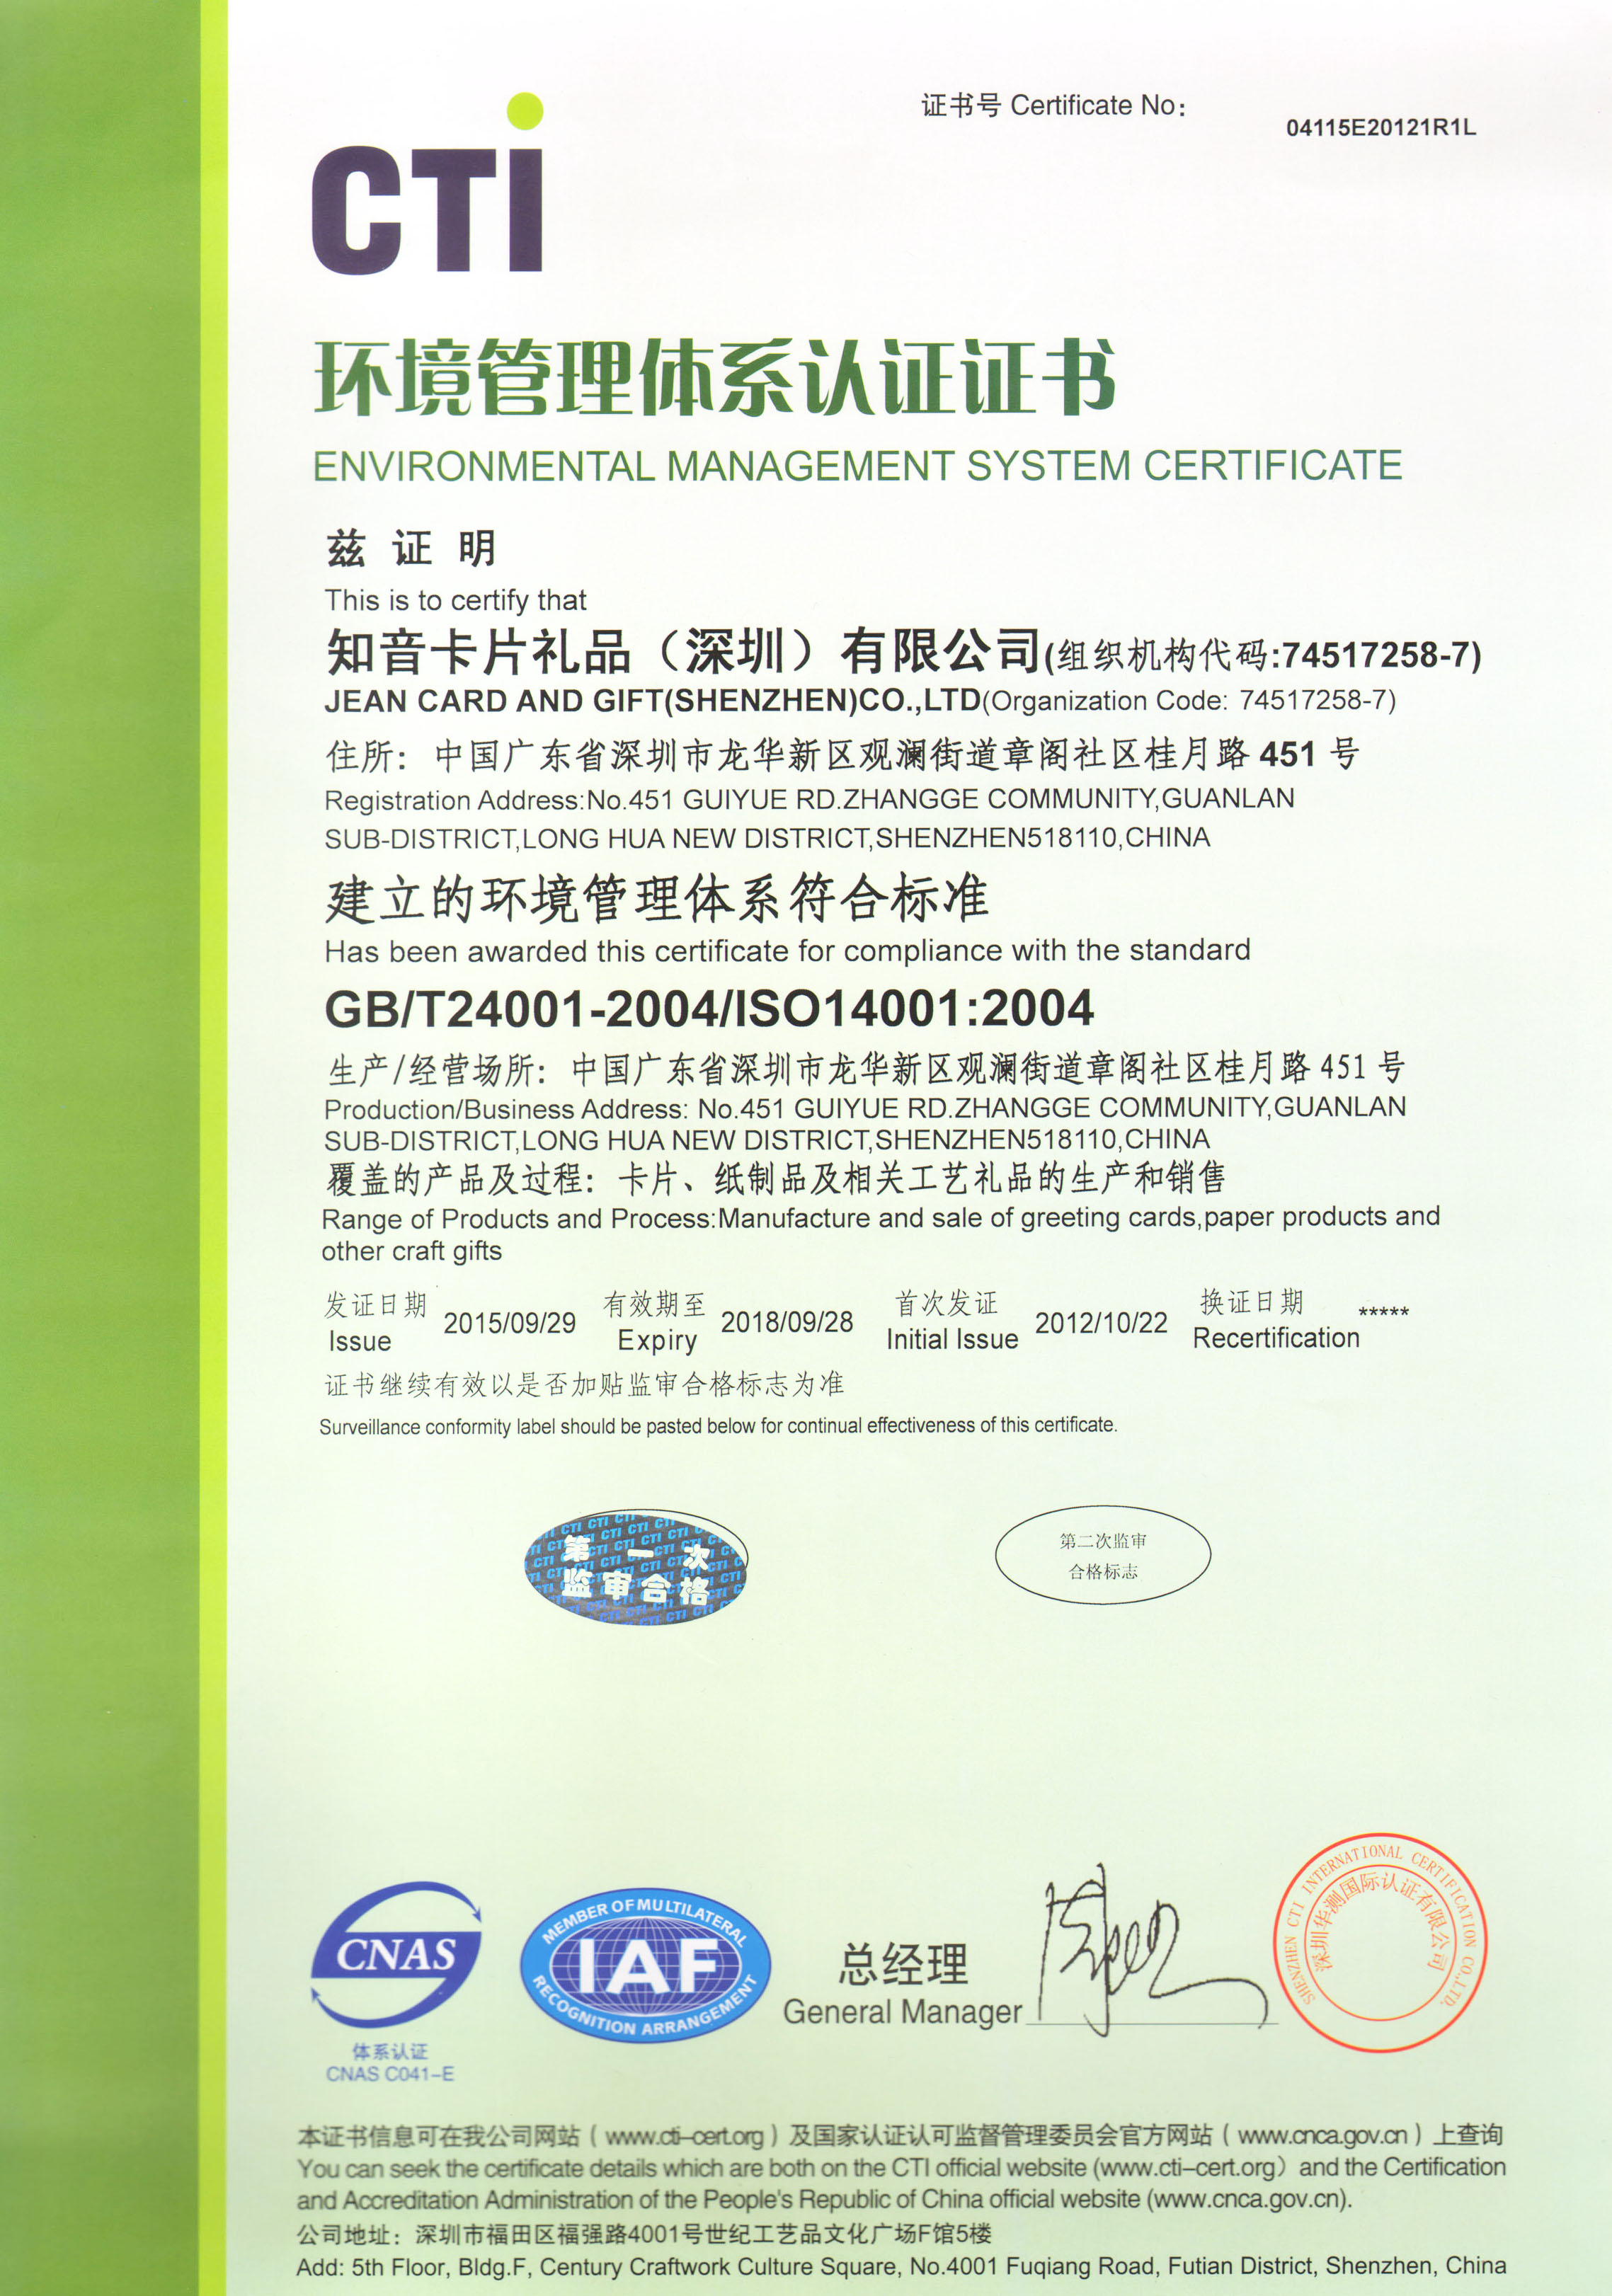 证书号 Certificate No：
04115E20121R1L
CTI
环境管理体系认证证书
ENVIRONMENTAL MANAGEMENT SYSTEM CERTIFICATE
兹 证 明
This is to certify that
知音卡片礼品（深圳）有限公司(组织机构代码:74517258-7)
JEAN CARD AND GIFT(SHENZHEN)CO.,LTD(Organization Code: 74517258-7)
住所：中国广东省深圳市龙华新区观澜街道章阁社区桂月路 451 号
Registration Address:No.451 GUIYUE RD.ZHANGGE COMMUNITY,GUANLAN
SUB-DISTRICT,LONG HUA NEW DISTRICT,SHENZHEN518110,CHINA
建立的环境管理体系符合标准
Has been awarded this certificate for compliance with the standard
GB/T24001-2004/ISO14001:2004
生产/经营场所：中国广东省深圳市龙华新区观澜街道章阁社区桂月路 451 号
Production/Business Address: No.451 GUIYUE RD.ZHANGGE COMMUNITY,GUANLAN
SUB-DISTRICT,LONG HUA NEW DISTRICT,SHENZHEN518110,CHINA
覆盖的产品及过程：卡片、纸制品及相关工艺礼品的生产和销售
Range of Products and Process:Manufacture and sale of greeting cards,paper products and
other craft gifts
发证日期 2015/09/29 有效期至 2018/09/28 首次发证 2012/10/22 换证日期 *****
Issue Expiry Initial Issue Recertification
证书继续有效以是否加贴监审合格标志为准
Surveillance conformity label should be pasted below for continual effectiveness of this certificate.
第一次
监审合格
第二次监审
合格标志
CNAS
体系认证
CNAS C041-E
MEMBER OF MULTILATERAL
IAF
RECOGNITION ARRANGEMENT
总经理
General Manager
SHENZHEN CTI INTERNATIONAL CERTIFICATION CO.,LTD.
深圳华测国际认证有限公司
本证书信息可在我公司网站（www.cti-cert.org）及国家认证认可监督管理委员会官方网站（www.cnca.gov.cn）上查询
You can seek the certificate details which are both on the CTI official website (www.cti-cert.org）and the Certification
and Accreditation Administration of the People's Republic of China official website (www.cnca.gov.cn).
公司地址：深圳市福田区福强路4001号世纪工艺品文化广场F馆5楼
Add: 5th Floor, Bldg.F, Century Craftwork Culture Square, No.4001 Fuqiang Road, Futian District, Shenzhen, China